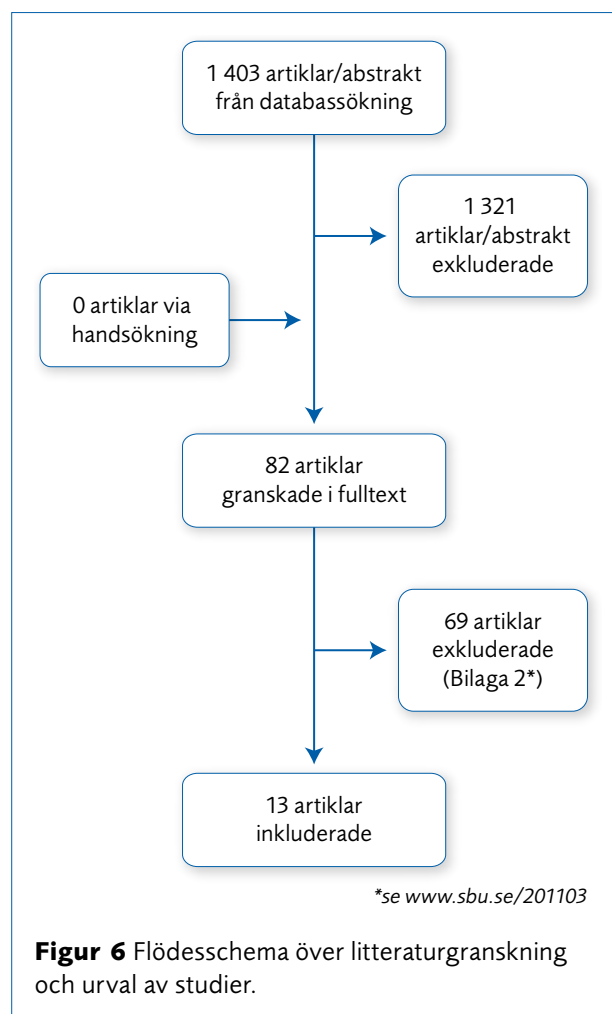 1 403 artiklar/abstrakt
från databassökning
1 321
artiklar/abstrakt
exkluderade
0 artiklar via
handsökning
82 artiklar
granskade i fulltext
69 artiklar
exkluderade
(Bilaga 2*)
13 artiklar
inkluderade
*se www.sbu.se/201103
Figur 6 Flödesschema över litteraturgranskning
och urval av studier.